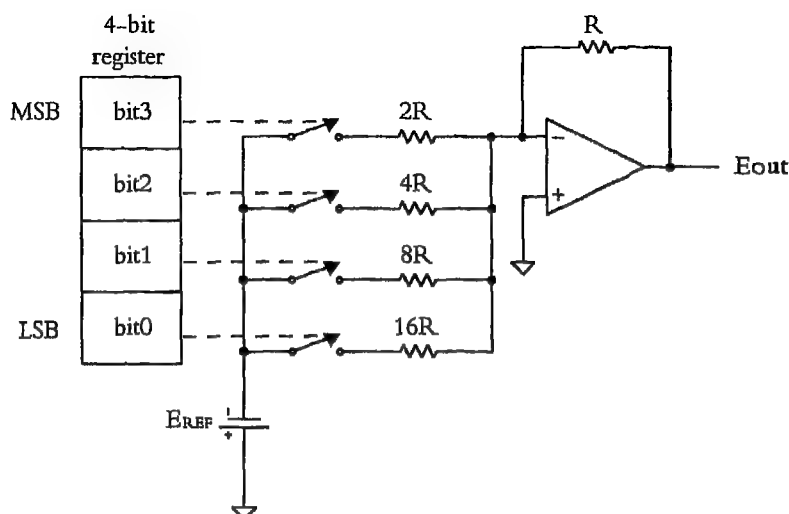 4-bit
register
MSB
bit3
bit2
bit1
LSB
bit0
2R
4R
8R
16R
R
−
+
Eout
EREF
+